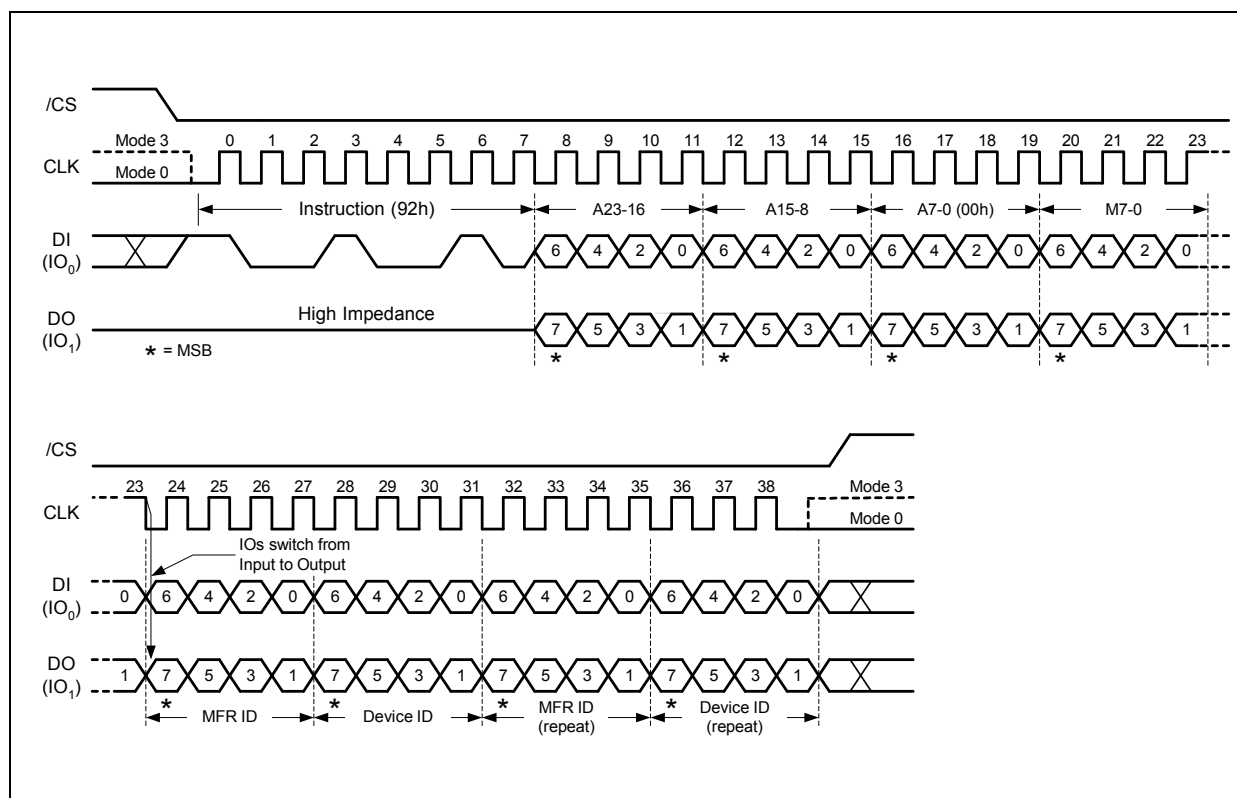 /CS
Mode 3 0 1 2 3 4 5 6 7 8 9 10 11 12 13 14 15 16 17 18 19 20 21 22 23
CLK Mode 0
Instruction (92h) A23-16 A15-8 A7-0 (00h) M7-0
DI
(IO0) 6 4 2 0 6 4 2 0 6 4 2 0 6 4 2 0
High Impedance
DO
(IO1) 7 5 3 1 7 5 3 1 7 5 3 1 7 5 3 1
* = MSB * * * *
/CS
23 24 25 26 27 28 29 30 31 32 33 34 35 36 37 38 Mode 3
CLK Mode 0
IOs switch from
Input to Output
DI
(IO0) 0 6 4 2 0 6 4 2 0 6 4 2 0 6 4 2 0
DO
(IO1) 1 7 5 3 1 7 5 3 1 7 5 3 1 7 5 3 1
* * * *
MFR ID Device ID MFR ID
(repeat) Device ID
(repeat)